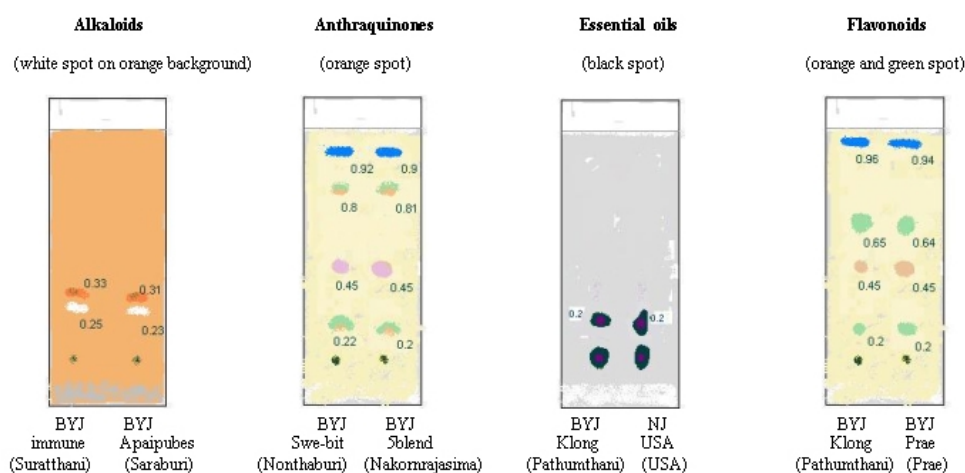 Alkaloids Anthraquinones Essential oils Flavonoids
(white spot on orange background) (orange spot) (black spot) (orange and green spot)
0.92 0.9 0.96 0.94
0.8 0.81
0.65 0.64
0.33 0.31 0.45 0.45 0.45 0.45
0.25 0.23 0.22 0.2 0.2 0.2 0.2 0.2
BYJ BYJ BYJ BYJ BYJ NJ BYJ BYJ
immune Apaipubes Swe-bit 5blend Klong USA Klong Prae
(Suratthani) (Saraburi) (Nonthaburi) (Nakornrajasima) (Pathumthani) (USA) (Pathumthani) (Prae)